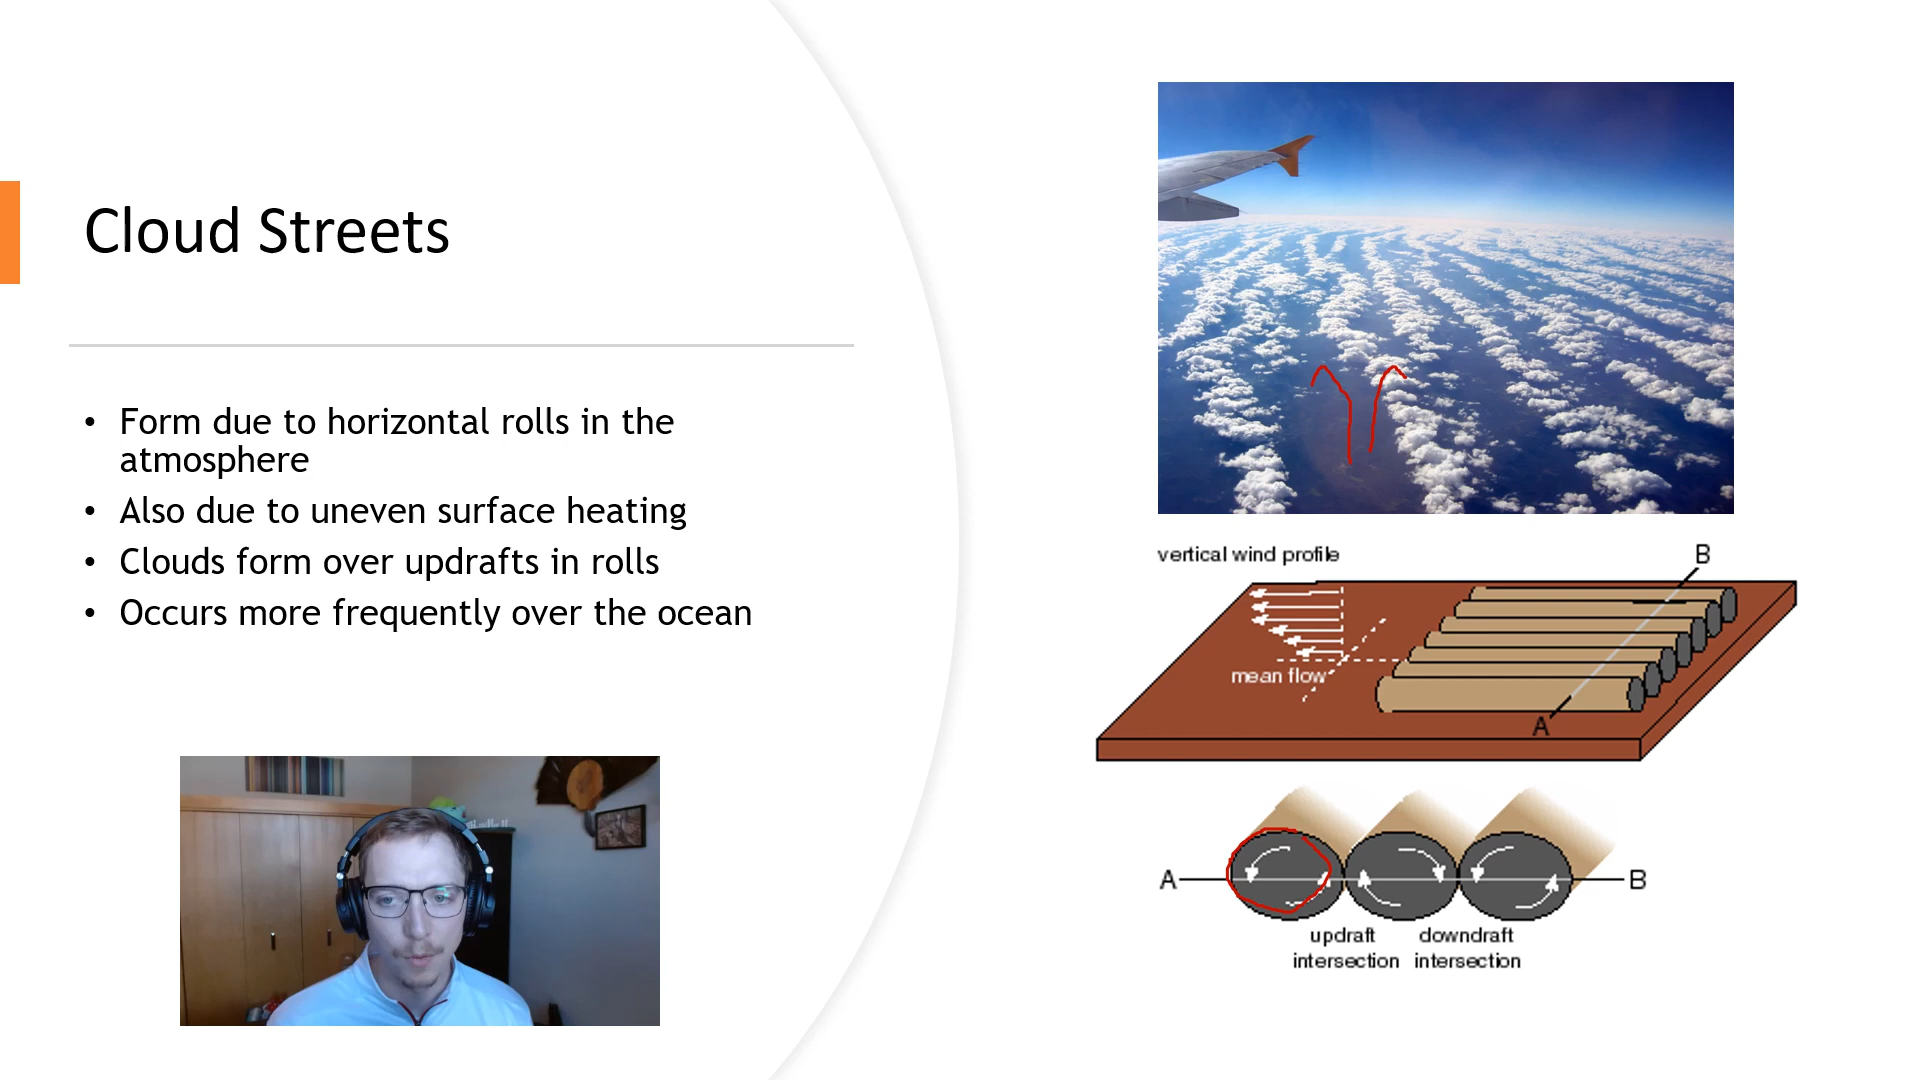 Cloud Streets
• Form due to horizontal rolls in the
atmosphere
• Also due to uneven surface heating
• Clouds form over updrafts in rolls
• Occurs more frequently over the ocean
vertical wind profile
B
mean flow
A
A
B
updraft
intersection
downdraft
intersection